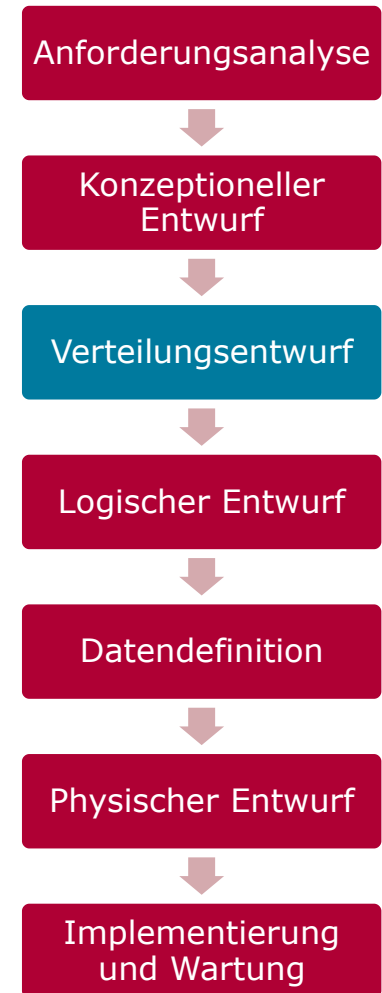 Anforderungsanalyse
Konzeptioneller
Entwurf
Verteilungsentwurf
Logischer Entwurf
Datendefinition
Physischer Entwurf
Implementierung
und Wartung